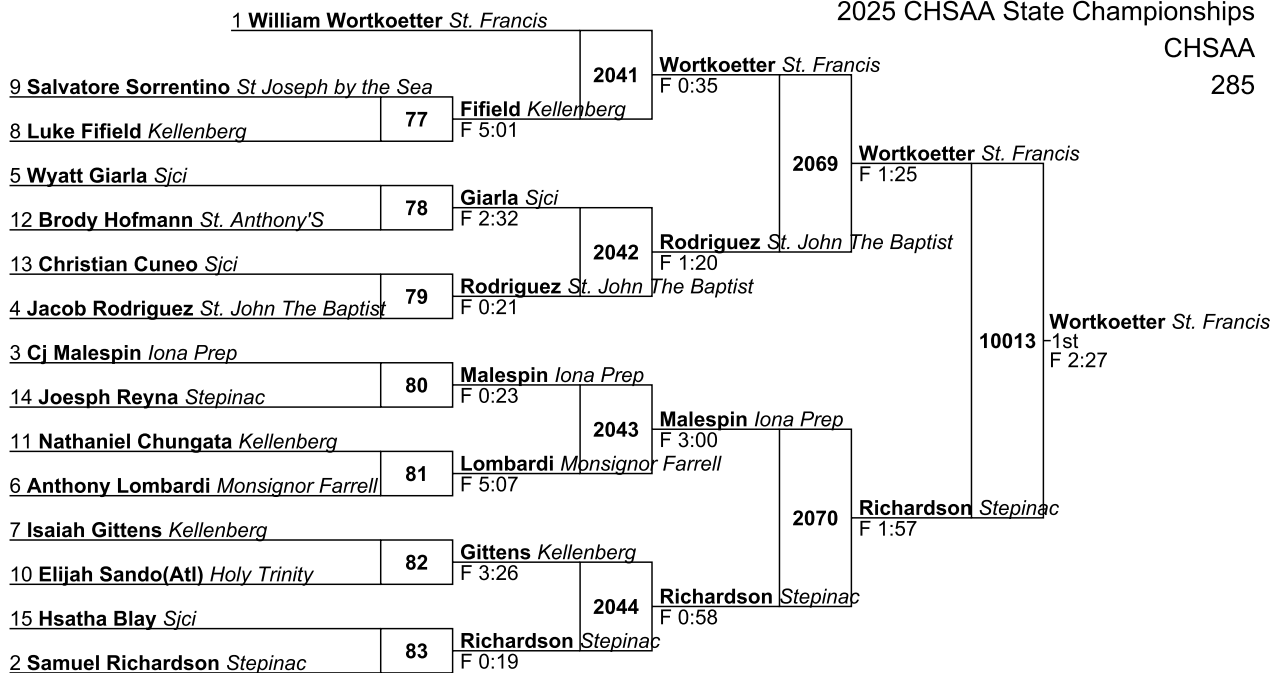 2025 CHSAA State Championships
CHSAA
285
1 William Wortkoetter St. Francis
9 Salvatore Sorrentino St Joseph by the Sea
8 Luke Fifield Kellenberg
5 Wyatt Giarla Sjci
12 Brody Hofmann St. Anthony'S
13 Christian Cuneo Sjci
4 Jacob Rodriguez St. John The Baptist
3 Cj Malespin Iona Prep
14 Joesph Reyna Stepinac
11 Nathaniel Chungata Kellenberg
6 Anthony Lombardi Monsignor Farrell
7 Isaiah Gittens Kellenberg
10 Elijah Sando(Atl) Holy Trinity
15 Hsatha Blay Sjci
2 Samuel Richardson Stepinac
77
78
79
80
81
82
83
Fifield Kellenberg
F 5:01
Giarla Sjci
F 2:32
Rodriguez St. John The Baptist
F 0:21
Malespin Iona Prep
F 0:23
Lombardi Monsignor Farrell
F 5:07
Gittens Kellenberg
F 3:26
Richardson Stepinac
F 0:19
2041
2042
2043
2044
Wortkoetter St. Francis
F 0:35
Rodriguez St. John The Baptist
F 1:20
Malespin Iona Prep
F 3:00
Richardson Stepinac
F 0:58
2069
2070
Wortkoetter St. Francis
F 1:25
Richardson Stepinac
F 1:57
10013
Wortkoetter St. Francis
1st
F 2:27